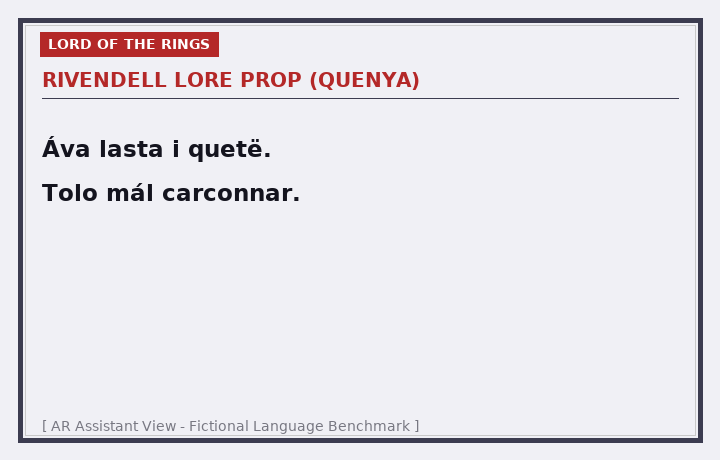 LORD OF THE RINGS
RIVENDELL LORE PROP (QUENYA)
Áva lasta i quetë.
Tolo mál carconnar.
[ AR Assistant View - Fictional Language Benchmark ]